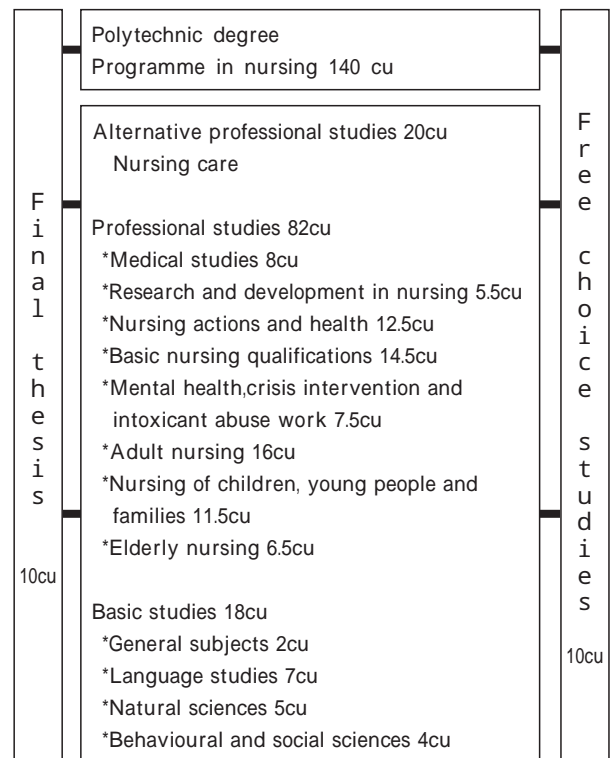 Polytechnic degree
Programme in nursing 140 cu
Alternative professional studies 20cu
Nursing care
Professional studies 82cu
*Medical studies 8cu
*Research and development in nursing 5.5cu
*Nursing actions and health 12.5cu
*Basic nursing qualifications 14.5cu
*Mental health,crisis intervention and
intoxicant abuse work 7.5cu
*Adult nursing 16cu
*Nursing of children, young people and
families 11.5cu
*Elderly nursing 6.5cu
Basic studies 18cu
*General subjects 2cu
*Language studies 7cu
*Natural sciences 5cu
*Behavioural and social sciences 4cu
Final thesis
10cu
Free choice studies
10cu